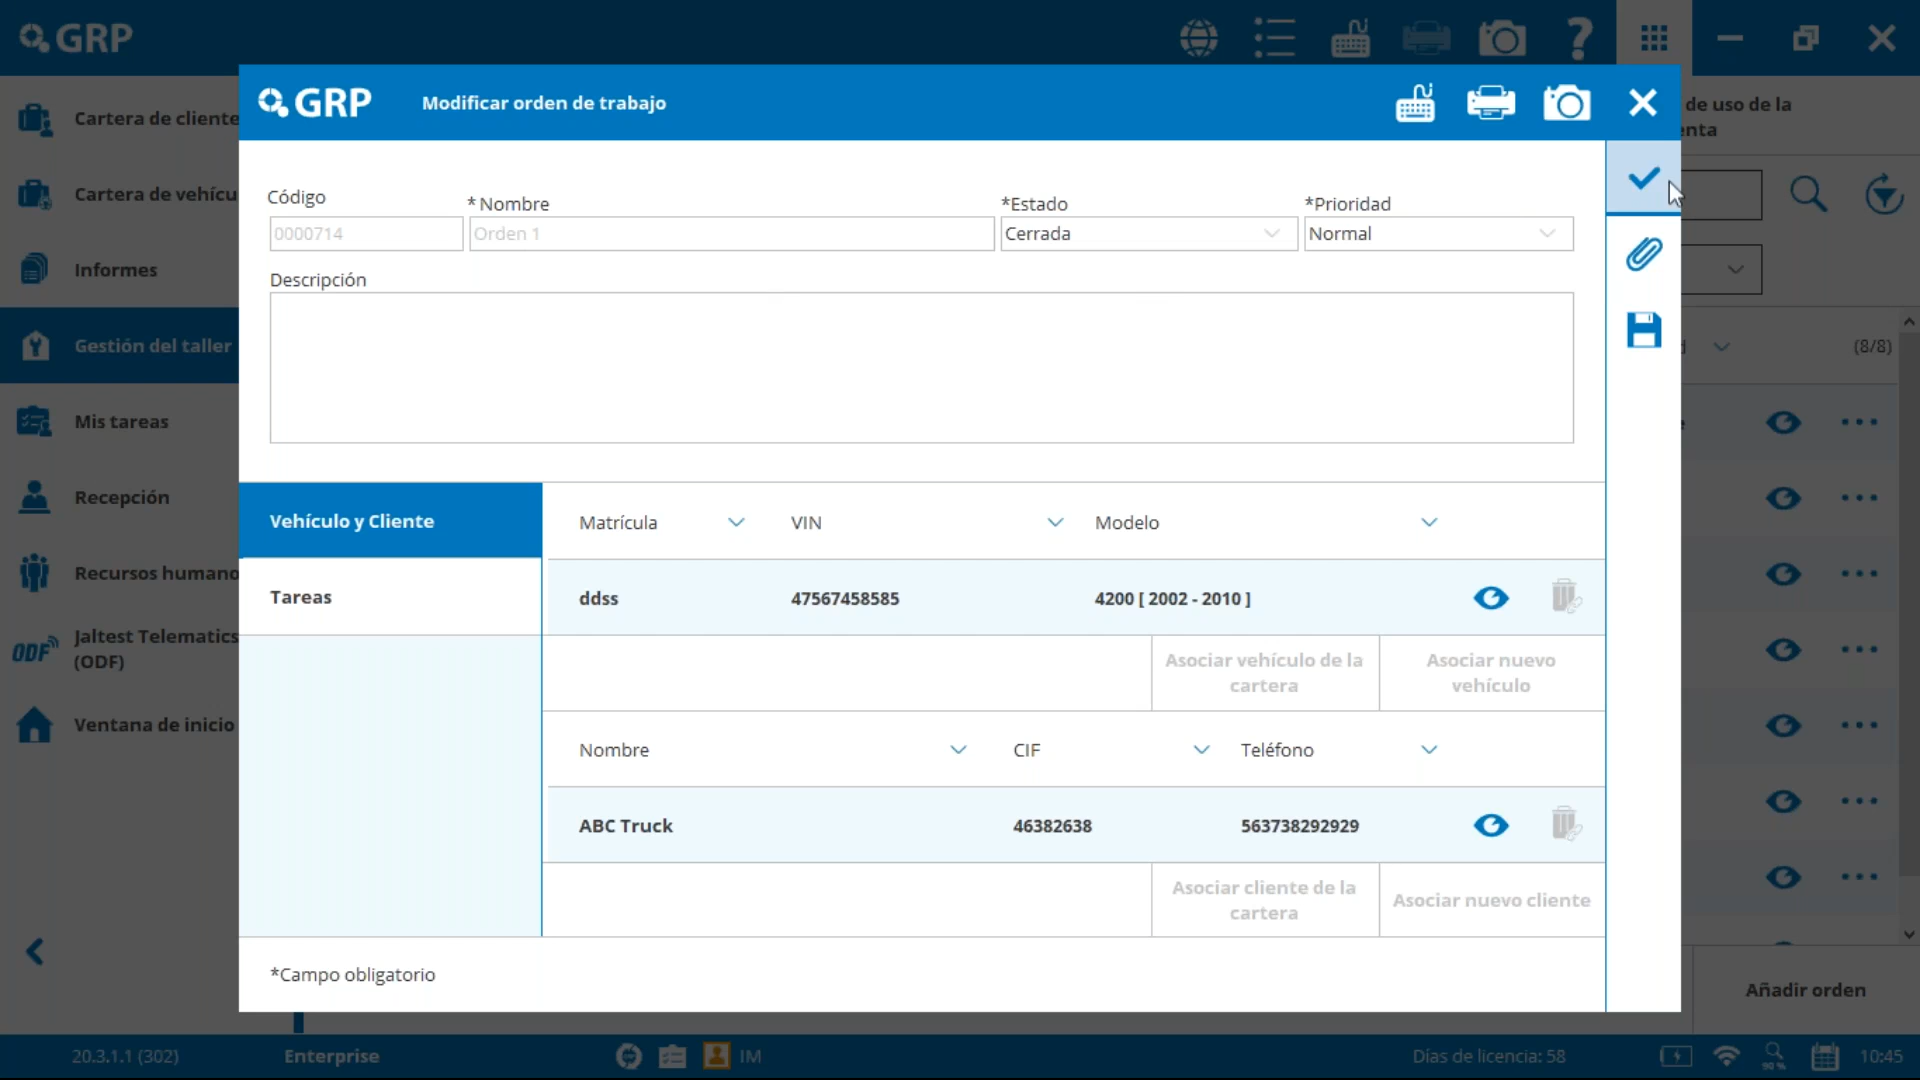 GRP
GRP
Modificar orden de trabajo
Cartera de cliente
Cartera de vehícu
Informes
Gestión del taller
Mis tareas
Recepción
Recursos humano
Jaltest Telematics
(ODF)
ODF
Ventana de inicio
de uso de la
enta
(8/8)
Código
* Nombre
*Estado
*Prioridad
0000714
Orden 1
Cerrada
Normal
Descripción
Vehículo y Cliente
Tareas
Matrícula
VIN
Modelo
ddss
47567458585
4200 [ 2002 - 2010 ]
Asociar vehículo de la
cartera
Asociar nuevo
vehículo
Nombre
CIF
Teléfono
ABC Truck
46382638
563738292929
Asociar cliente de la
cartera
Asociar nuevo cliente
*Campo obligatorio
Añadir orden
20.3.1.1 (302)
Enterprise
IM
Días de licencia: 58
90 %
10:45